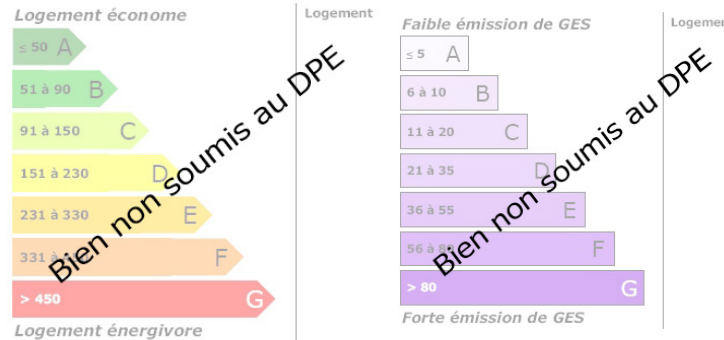 Logement économe
Logement
≤ 50 A
51 à 90 B
91 à 150 C
151 à 230 D
231 à 330 E
331 F
> 450 G
Logement énergivore
Bien non soumis au DPE
Faible émission de GES
≤ 5 A
6 à 10 B
11 à 20 C
21 à 35 D
36 à 55 E
56 à 80 F
> 80 G
Forte émission de GES
Bien non soumis au DPE